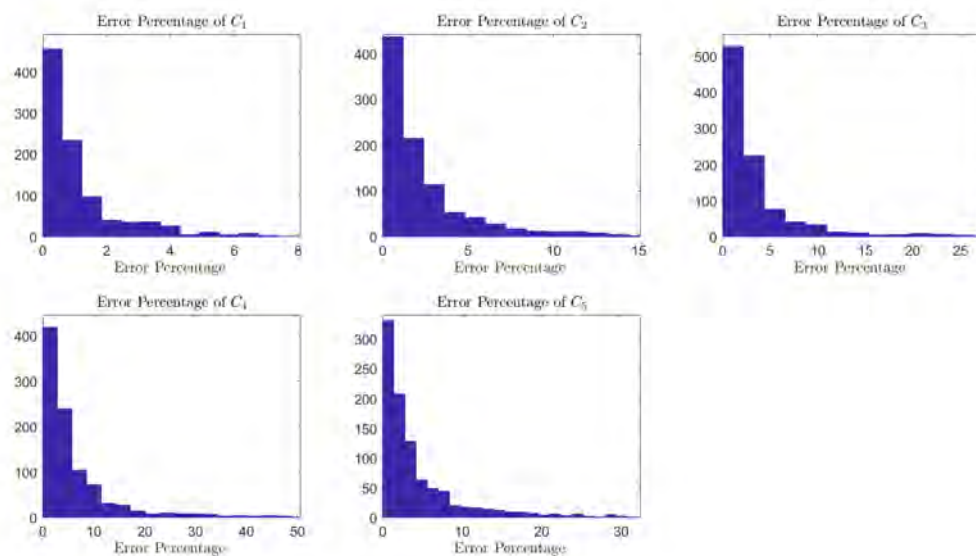 Error Percentage of C₁
400
300
200
100
0
0 2 4 6 8
Error Percentage
Error Percentage of C₂
400
300
200
100
0
0 5 10 15
Error Percentage
Error Percentage of C₃
500
400
300
200
100
0
0 5 10 15 20 25
Error Percentage
Error Percentage of C₄
400
300
200
100
0
0 10 20 30 40 50
Error Percentage
Error Percentage of C₅
300
250
200
150
100
50
0
0 10 20 30
Error Percentage